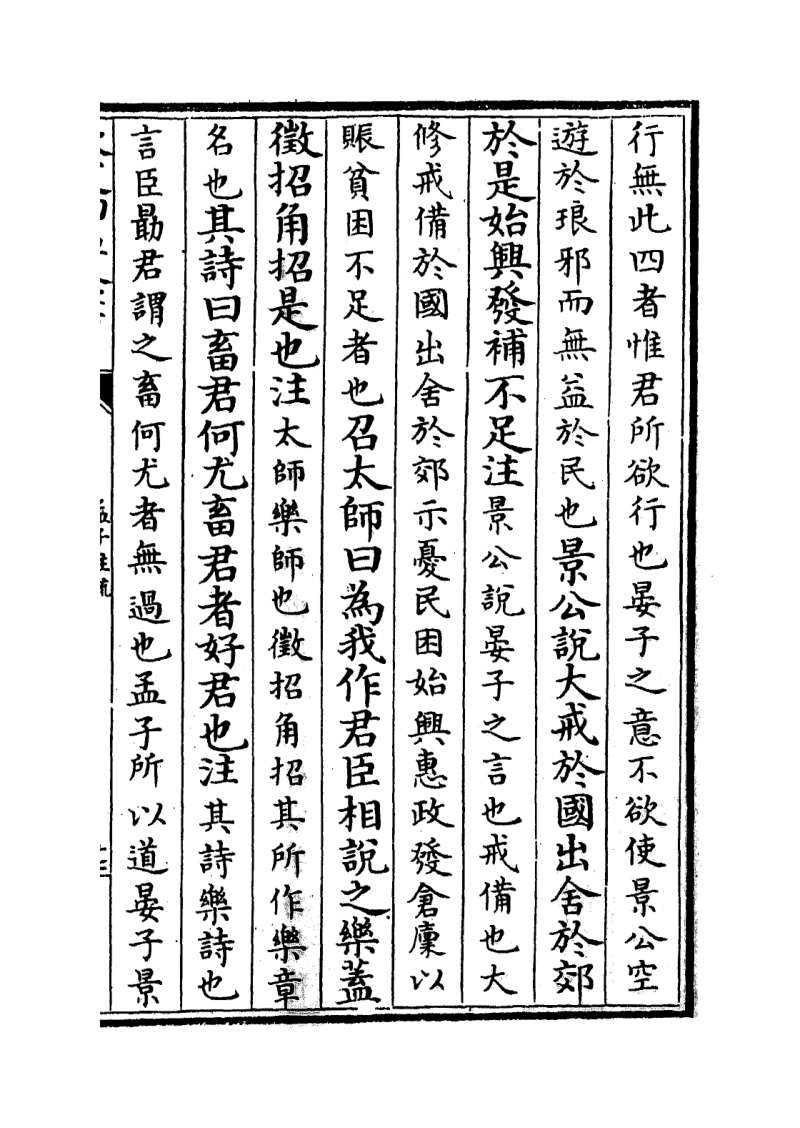 行無此四者惟君所欲行也晏子之意不欲使景公空
遊於琅邪而無益於民也景公說大戒於國出舍於郊
於是始興發補不足注景公說晏子之言也戒備也大
修戒備於國出舍於郊示憂民困始興惠政發倉廩以
賑貧困不足者也召太師曰為我作君臣相說之樂蓋
徵招角招是也注太師樂師也徵招角招其所作樂章
名也其詩曰畜君何尤畜君者好君也注其詩樂詩也
言臣勗君謂之畜何尤者無過也孟子所以道晏子景
孟子注疏